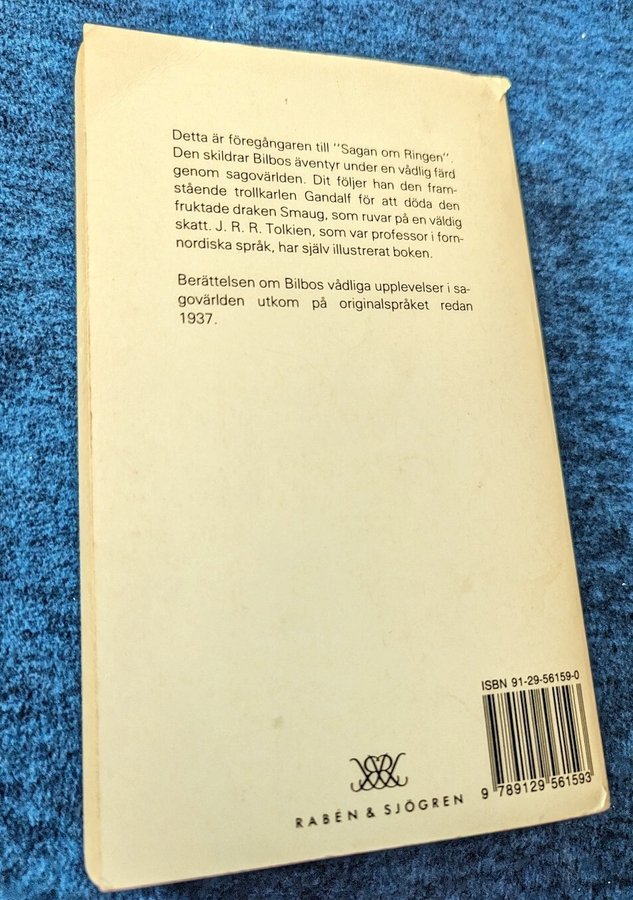 Detta är föregångaren till "Sagan om Ringen".
Den skildrar Bilbos äventyr under en vådlig färd
genom sagovärlden. Dit följer han den fram-
stående trollkarlen Gandalf för att döda den
fruktade draken Smaug, som ruvar på en väldig
skatt. J. R. R. Tolkien, som var professor i forn-
nordiska språk, har själv illustrerat boken.
Berättelsen om Bilbos vådliga upplevelser i sa-
govärlden utkom på originalspråket redan
1937.
ISBN 91-29-56159-0
9 789129 561593
RABÉN & SJÖGREN